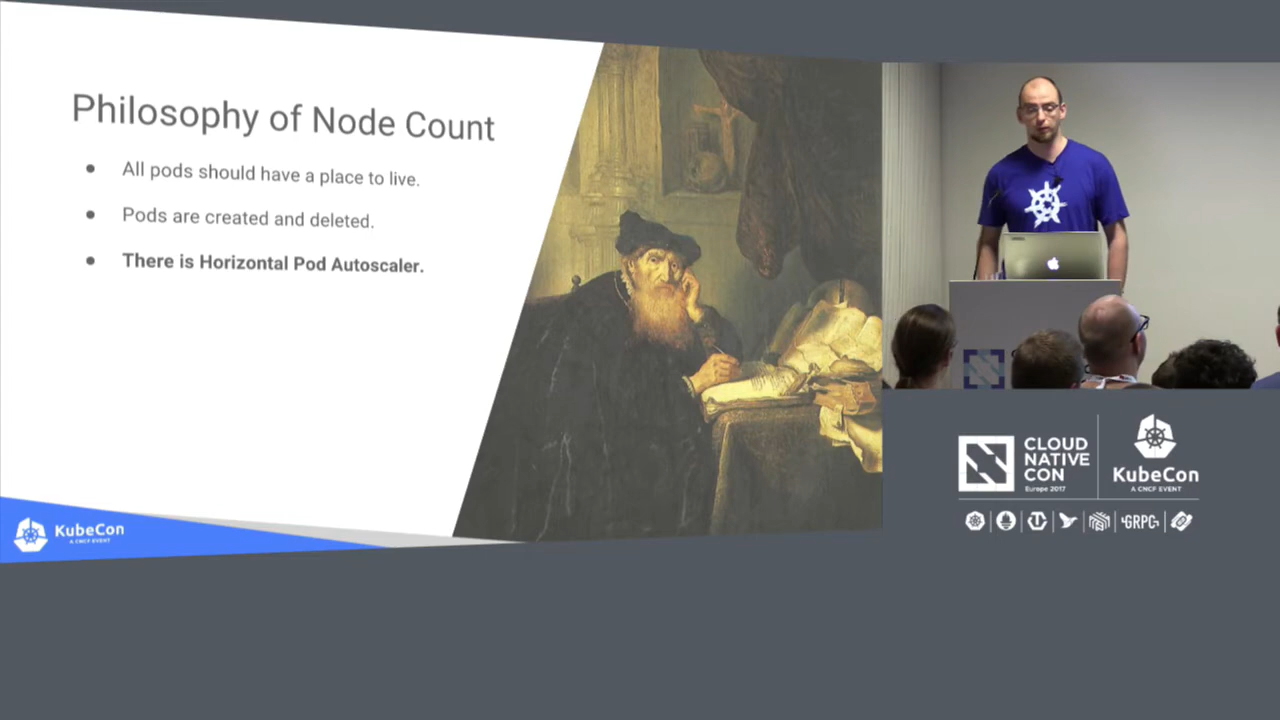 Philosophy of Node Count
All pods should have a place to live.
Pods are created and deleted.
There is Horizontal Pod Autoscaler.
KubeCon
A CNCF EVENT
CLOUD
NATIVE
CON
Europe 2017
KubeCon
A CNCF EVENT
GRPC